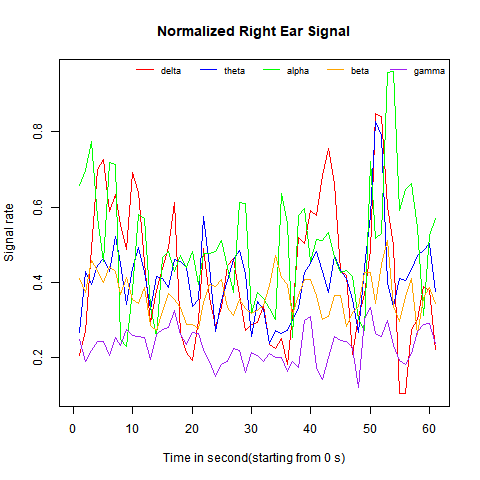 Normalized Right Ear Signal
delta theta alpha beta gamma
Signal rate
0.8
0.6
0.4
0.2
0 10 20 30 40 50 60
Time in second(starting from 0 s)